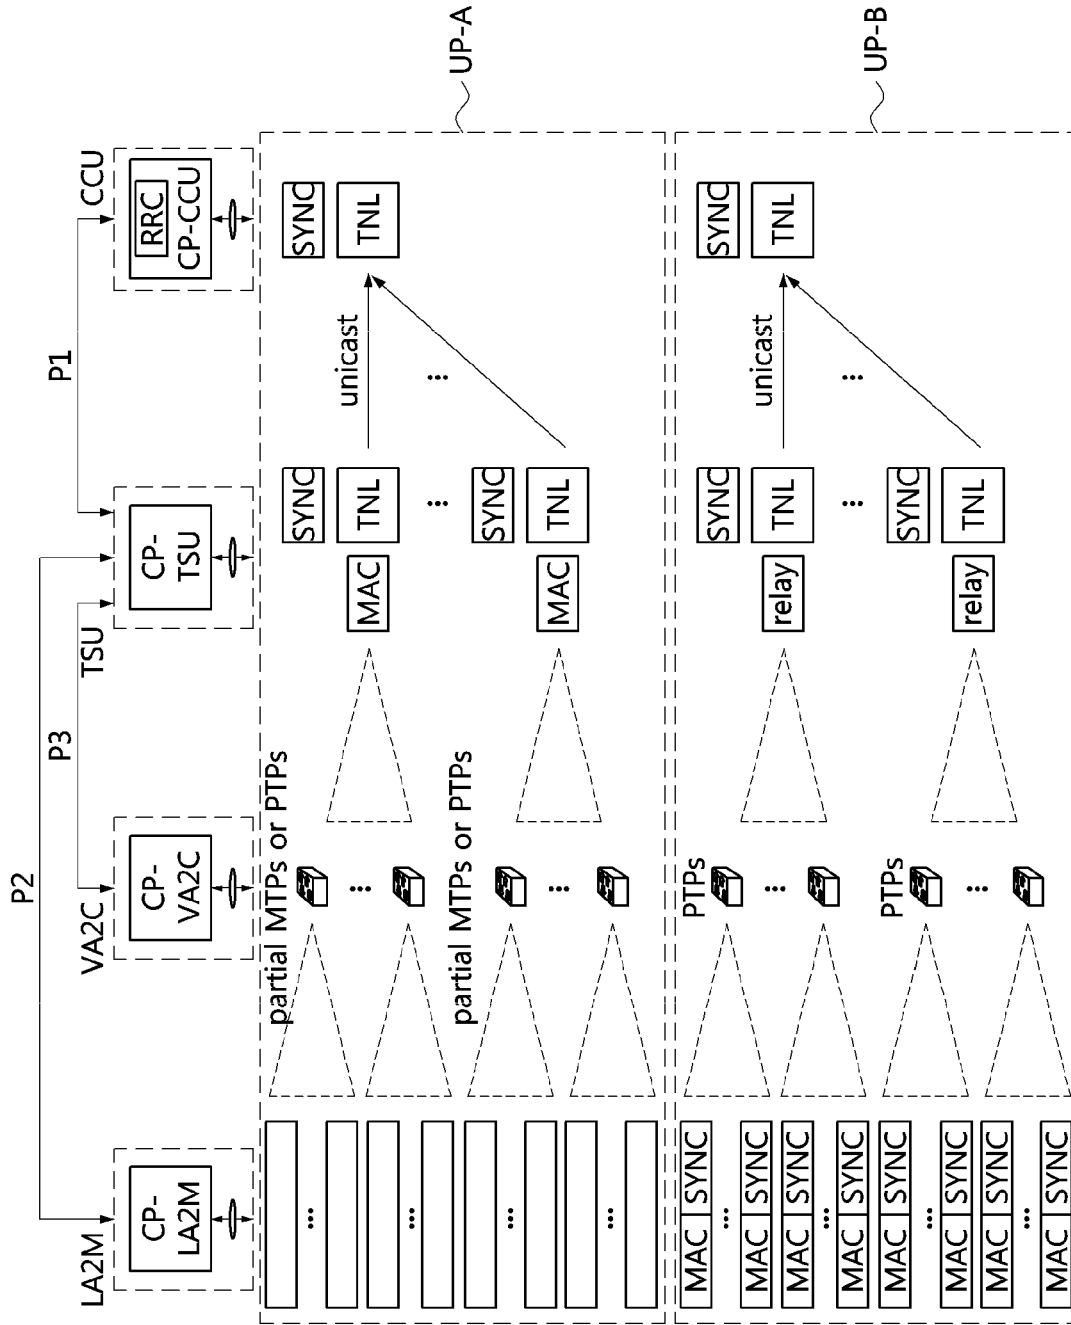 P2
P3
P1
LA2M
VA2C
TSU
CCU
CP-
LA2M
CP-
VA2C
CP-
TSU
RRC
CP-CCU
UP-A
partial MTPs or PTPs
SYNC
SYNC
MAC
TNL
unicast
TNL
...
...
...
...
...
partial MTPs or PTPs
SYNC
...
...
MAC
TNL
...
UP-B
MAC SYNC
PTPs
SYNC
SYNC
relay
TNL
unicast
TNL
...
...
MAC SYNC
MAC SYNC
...
...
...
MAC SYNC
MAC SYNC
PTPs
SYNC
...
...
relay
TNL
MAC SYNC
MAC SYNC
...
MAC SYNC